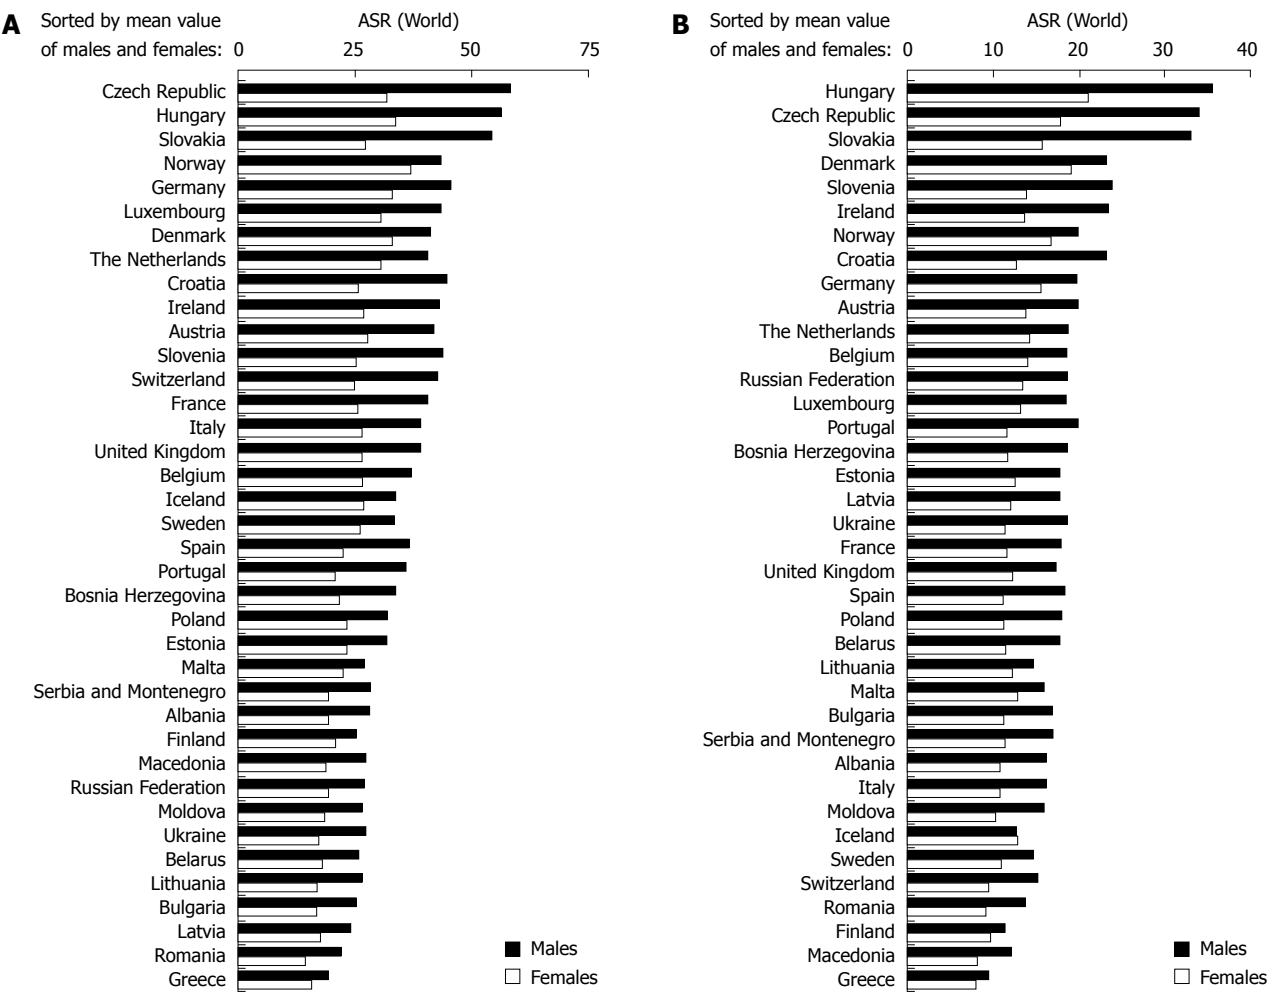 A Sorted by mean value
of males and females:
ASR (World)
0 25 50 75
Czech Republic
Hungary
Slovakia
Norway
Germany
Luxembourg
Denmark
The Netherlands
Croatia
Ireland
Austria
Slovenia
Switzerland
France
Italy
United Kingdom
Belgium
Iceland
Sweden
Spain
Portugal
Bosnia Herzegovina
Poland
Estonia
Malta
Serbia and Montenegro
Albania
Finland
Macedonia
Russian Federation
Moldova
Ukraine
Belarus
Lithuania
Bulgaria
Latvia
Romania
Greece
Males
Females
B Sorted by mean value
of males and females:
ASR (World)
0 10 20 30 40
Hungary
Czech Republic
Slovakia
Denmark
Slovenia
Ireland
Norway
Croatia
Germany
Austria
The Netherlands
Belgium
Russian Federation
Luxembourg
Portugal
Bosnia Herzegovina
Estonia
Latvia
Ukraine
France
United Kingdom
Spain
Poland
Belarus
Lithuania
Malta
Bulgaria
Serbia and Montenegro
Albania
Italy
Moldova
Iceland
Sweden
Switzerland
Romania
Finland
Macedonia
Greece
Males
Females